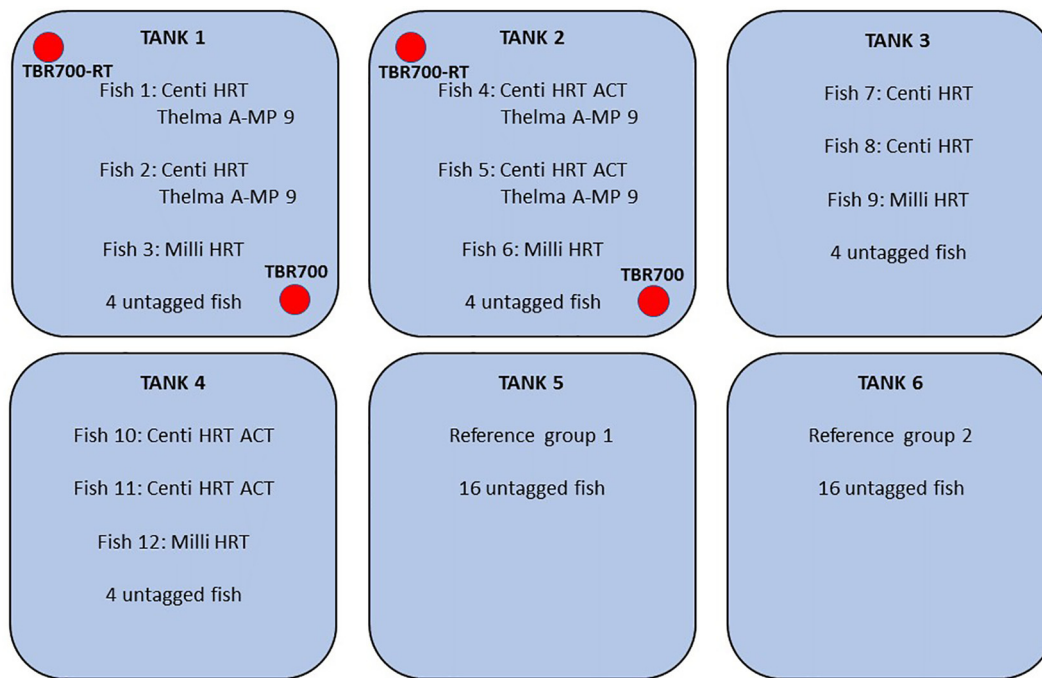 TANK 1
TBR700-RT
Fish 1: Centi HRT
Thelma A-MP 9
Fish 2: Centi HRT
Thelma A-MP 9
Fish 3: Milli HRT
TBR700
4 untagged fish
TANK 2
TBR700-RT
Fish 4: Centi HRT ACT
Thelma A-MP 9
Fish 5: Centi HRT ACT
Thelma A-MP 9
Fish 6: Milli HRT
TBR700
4 untagged fish
TANK 3
Fish 7: Centi HRT
Fish 8: Centi HRT
Fish 9: Milli HRT
4 untagged fish
TANK 4
Fish 10: Centi HRT ACT
Fish 11: Centi HRT ACT
Fish 12: Milli HRT
4 untagged fish
TANK 5
Reference group 1
16 untagged fish
TANK 6
Reference group 2
16 untagged fish